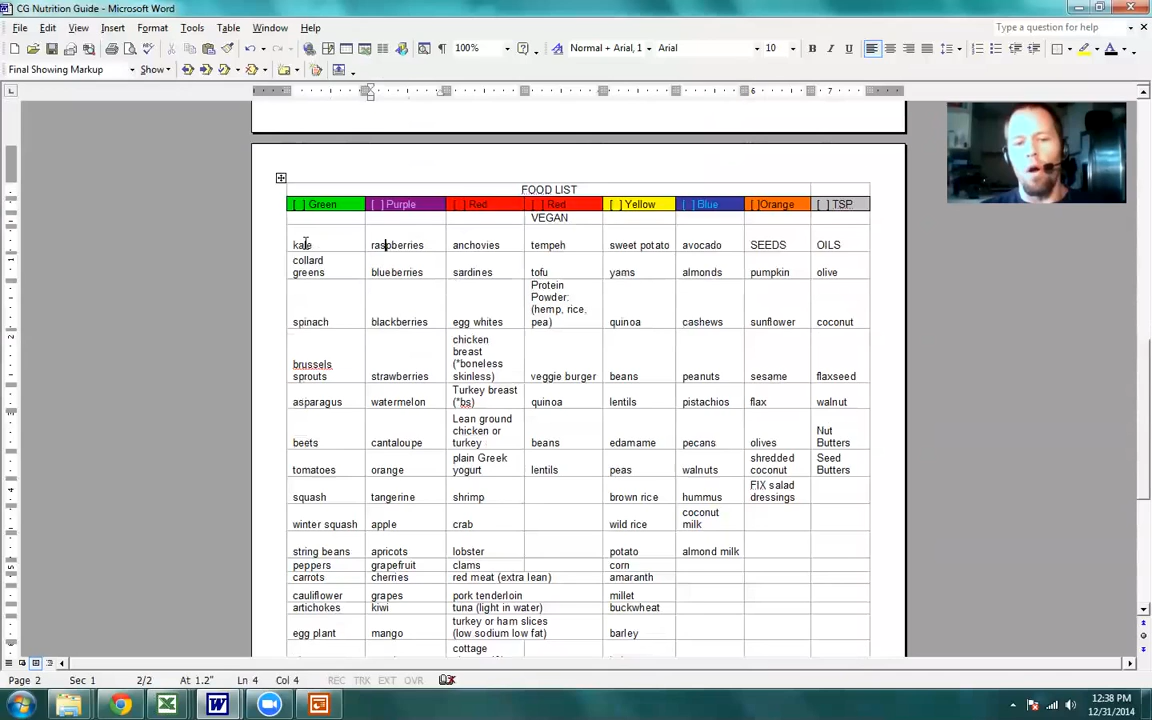 CG Nutrition Guide - Microsoft Word
File Edit View Insert Format Tools Table Window Help
Type a question for help
100% Normal + Arial, 1 Arial 10 B I U
Final Showing Markup Show
6 7
FOOD LIST
[ ] Green [ ] Purple [ ] Red [ ] Red [ ] Yellow [ ] Blue [ ]Orange [ ] TSP
VEGAN
kale raspberries anchovies tempeh sweet potato avocado SEEDS OILS
collard
greens blueberries sardines tofu yams almonds pumpkin olive
Protein
Powder:
(hemp, rice,
spinach blackberries egg whites pea) quinoa cashews sunflower coconut
chicken
breast
brussels (*boneless
sprouts strawberries skinless) veggie burger beans peanuts sesame flaxseed
Turkey breast
asparagus watermelon (*bs) quinoa lentils pistachios flax walnut
Lean ground
chicken or Nut
beets cantaloupe turkey beans edamame pecans olives Butters
plain Greek shredded Seed
tomatoes orange yogurt lentils peas walnuts coconut Butters
FIX salad
squash tangerine shrimp brown rice hummus dressings
coconut
winter squash apple crab wild rice milk
string beans apricots lobster potato almond milk
peppers grapefruit clams corn
carrots cherries red meat (extra lean) amaranth
cauliflower grapes pork tenderloin millet
artichokes kiwi tuna (light in water) buckwheat
turkey or ham slices
egg plant mango (low sodium low fat) barley
cottage
Page 2 Sec 1 2/2 At 1.2" Ln 4 Col 4 REC TRK EXT OVR
12:38 PM
12/31/2014